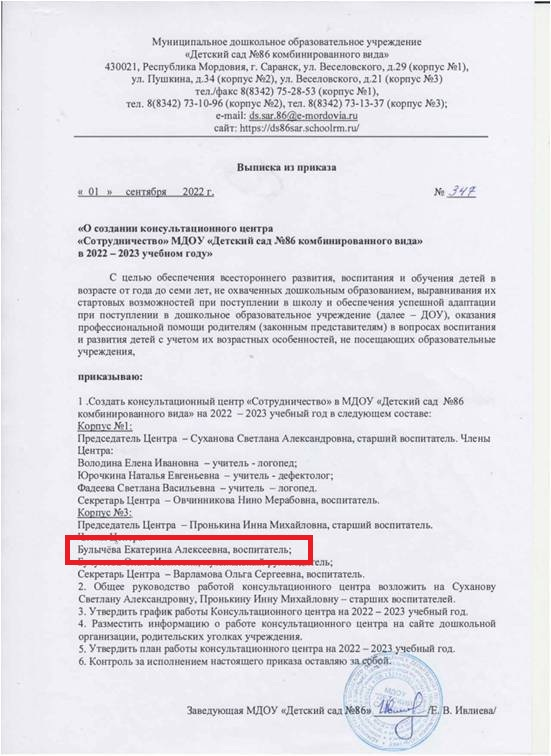 Муниципальное дошкольное образовательное учреждение
«Детский сад №86 комбинированного вида»
430021, Республика Мордовия, г. Саранск, ул. Веселовского, д.29 (корпус №1),
ул. Пушкина, д.34 (корпус №2), ул. Веселовского, д.21 (корпус №3)
тел./факс 8(8342) 75-28-53 (корпус №1),
тел. 8(8342) 73-10-96 (корпус №2), тел. 8(8342) 73-13-37 (корпус №3);
e-mail: ds.sar.86@e-mordovia.ru
сайт: https://ds86sar.schoolrm.ru/
Выписка из приказа
« 01 » сентября 2022 г. № 347
«О создании консультационного центра
«Сотрудничество» МДОУ «Детский сад №86 комбинированного вида»
в 2022 – 2023 учебном году»
С целью обеспечения всестороннего развития, воспитания и обучения детей в
возрасте от года до семи лет, не охваченных дошкольным образованием, выравнивания их
стартовых возможностей при поступлении в школу и обеспечения успешной адаптации
при поступлении в дошкольное образовательное учреждение (далее – ДОУ), оказания
профессиональной помощи родителям (законным представителям) в вопросах воспитания
и развития детей с учетом их возрастных особенностей, не посещающих образовательные
учреждения,
приказываю:
1 .Создать консультационный центр «Сотрудничество» в МДОУ «Детский сад №86
комбинированного вида» на 2022 – 2023 учебный год в следующем составе:
Корпус №1:
Председатель Центра – Суханова Светлана Александровна, старший воспитатель. Члены
Центра:
Володина Елена Ивановна – учитель - логопед;
Юрочкина Наталья Евгеньевна – учитель - дефектолог;
Фадеева Светлана Васильевна – учитель – логопед.
Секретарь Центра – Овчинникова Нино Мерабовна, воспитатель.
Корпус №3:
Председатель Центра – Пронькина Инна Михайловна, старший воспитатель.
Булычёва Екатерина Алексеевна, воспитатель;
Секретарь Центра – Варламова Ольга Сергеевна, воспитатель.
2. Общее руководство работой консультационного центра возложить на Суханову
Светлану Александровну, Пронькину Инну Михайловну – старших воспитателей.
3. Утвердить график работы Консультационного центра на 2022 – 2023 учебный год.
4. Разместить информацию о работе консультационного центра на сайте дошкольной
организации, родительских уголках учреждения.
5. Утвердить план работы консультационного центра на 2022 – 2023 учебный год.
6. Контроль за исполнением настоящего приказа оставляю за собой.
Заведующая МДОУ «Детский сад №86» /Е. В. Ивлиева/